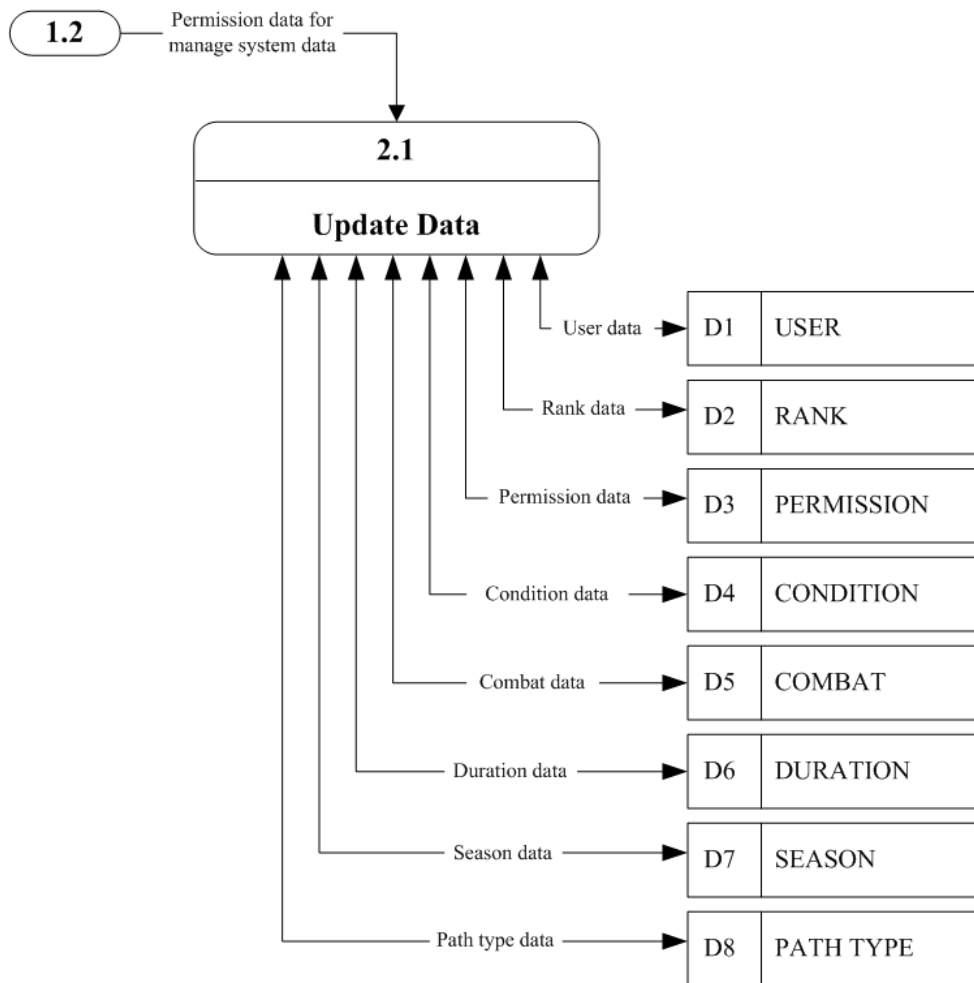 1.2
Permission data for
manage system data
2.1
Update Data
User data
D1 USER
Rank data
D2 RANK
Permission data
D3 PERMISSION
Condition data
D4 CONDITION
Combat data
D5 COMBAT
Duration data
D6 DURATION
Season data
D7 SEASON
Path type data
D8 PATH TYPE